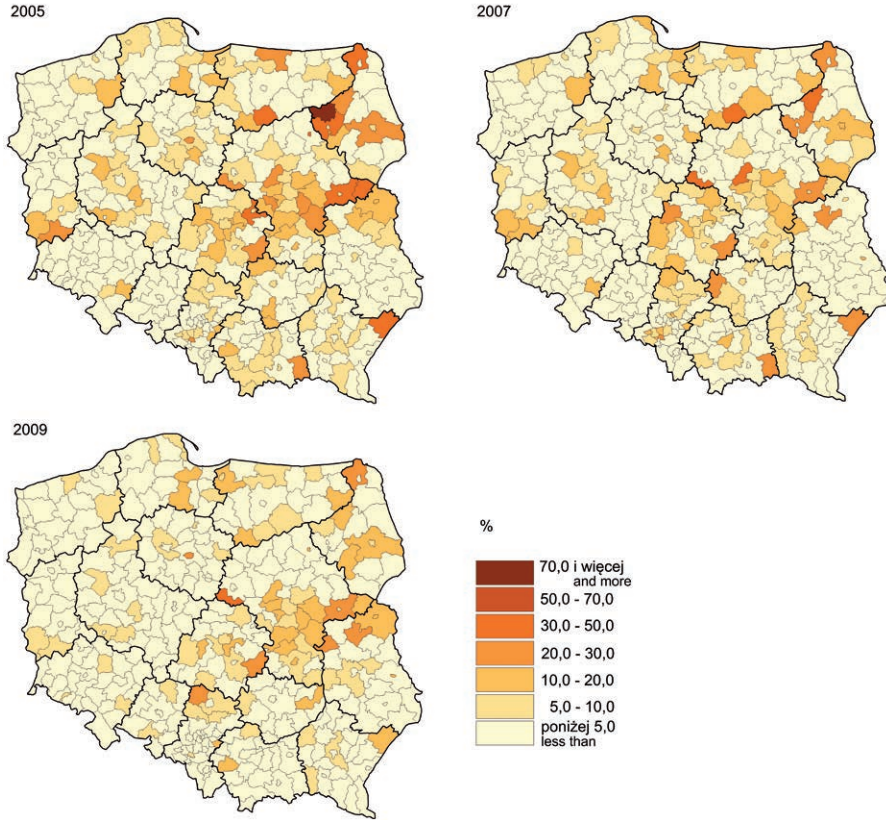 2005
2007
2009
%
70,0 i więcej
and more
50,0 - 70,0
30,0 - 50,0
20,0 - 30,0
10,0 - 20,0
5,0 - 10,0
poniżej 5,0
less than